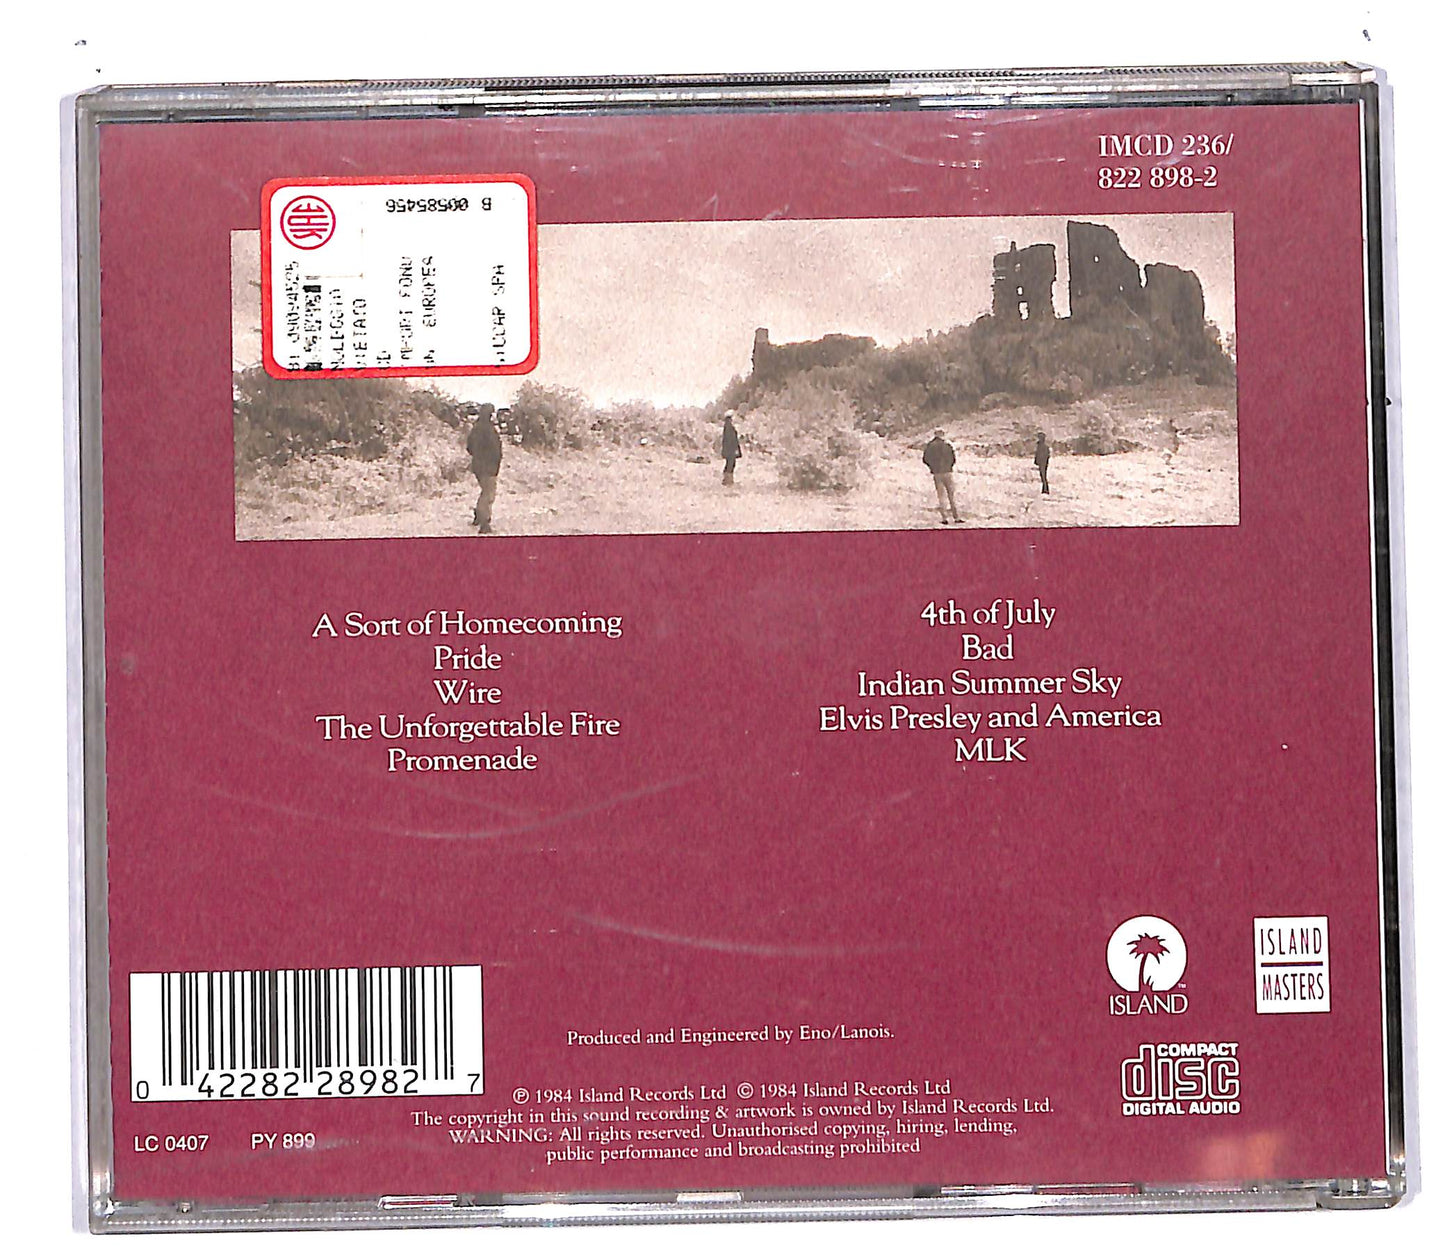 IMCD 236/
822 898-2
B 00585456
A Sort of Homecoming
Pride
Wire
The Unforgettable Fire
Promenade
4th of July
Bad
Indian Summer Sky
Elvis Presley and America
MLK
ISLAND
TM
ISLAND
MASTERS
Produced and Engineered by Eno/Lanois.
COMPACT
disc
DIGITAL AUDIO
0 42282 28982 7
℗ 1984 Island Records Ltd © 1984 Island Records Ltd
The copyright in this sound recording & artwork is owned by Island Records Ltd.
WARNING: All rights reserved. Unauthorised copying, hiring, lending,
public performance and broadcasting prohibited
LC 0407 PY 899